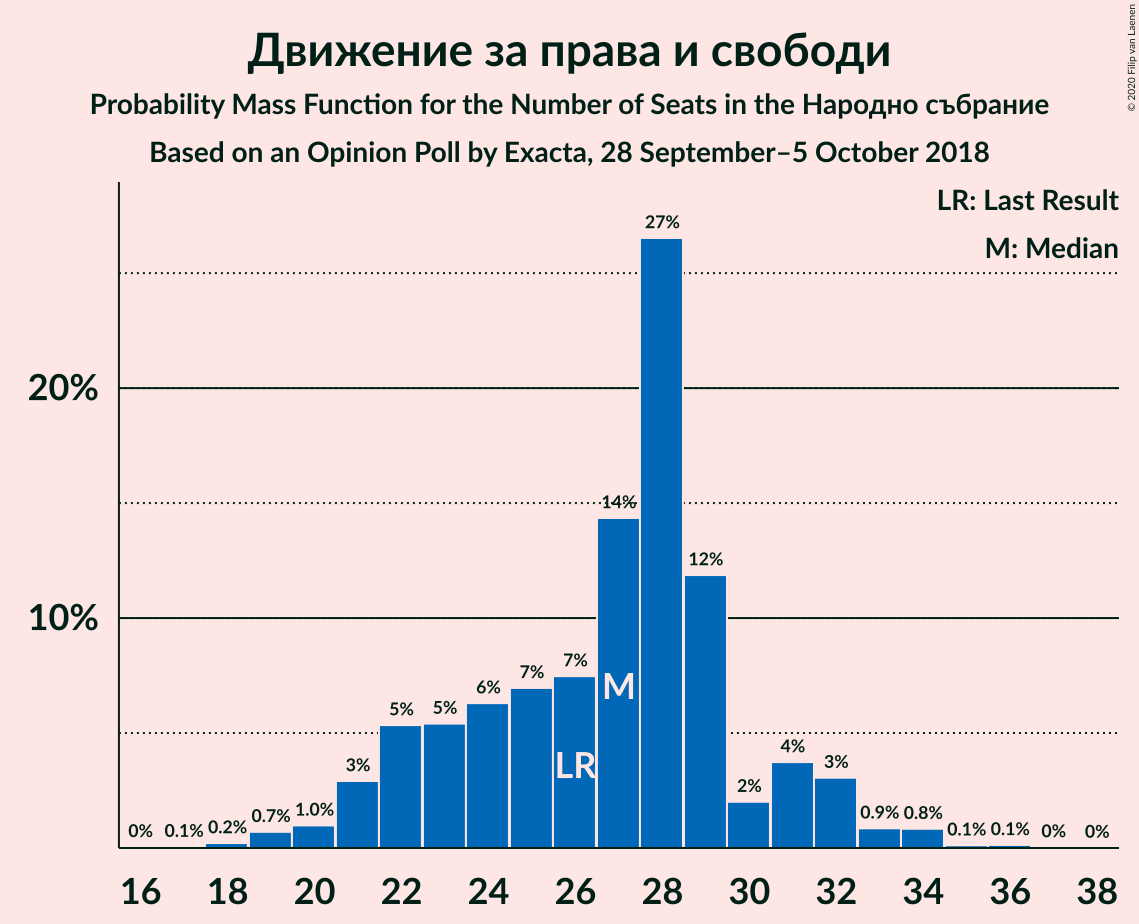 Движение за права и свободи
Probability Mass Function for the Number of Seats in the Народно събрание
Based on an Opinion Poll by Exacta, 28 September–5 October 2018
© 2020 Filip van Laenen
LR: Last Result
M: Median
27%
20%
14%
12%
10%
7%
7%
6%
5%
5%
M
LR
4%
3%
3%
2%
1.0%
0.9%
0.8%
0.7%
0.2%
0.1%
0.1%
0.1%
0%
0%
0%
16 18 20 22 24 26 28 30 32 34 36 38